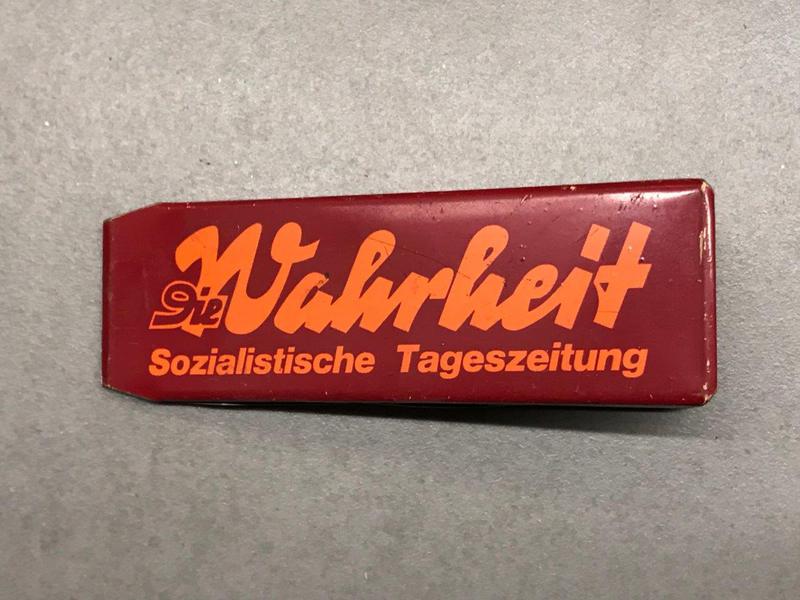 Die Wahrheit
Sozialistische Tageszeitung